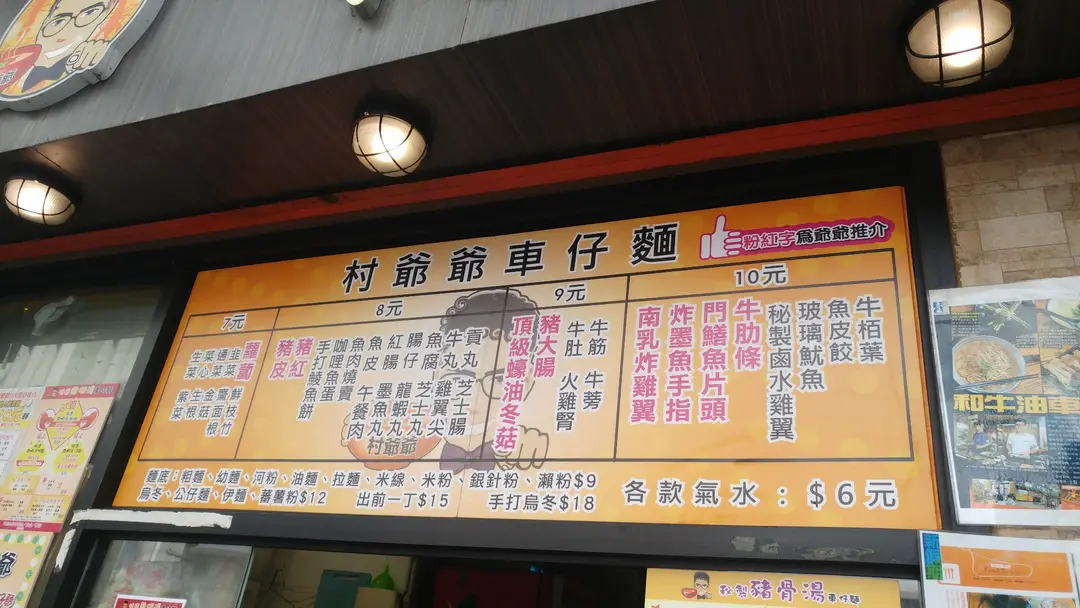 村爺爺車仔麵
粉紅字為爺爺推介
7元
8元
9元
10元
蘿蔔
韭菜
鮮枝竹
通菜
鷹面根
菜心
金菇
生菜
生根
紫菜
貢丸
芝士腸
牛丸
雞翼尖
魚腐
芝士丸
腸仔
龍蝦丸
紅腸
墨魚丸
村爺爺
魚皮
午餐肉
魚肉燒賣
咖哩魚蛋
手打鯪魚餅
豬紅
豬皮
牛筋
牛蒡
牛肚
火雞腎
豬大腸
頂級蠔油冬菇
牛栢葉
魚皮餃
玻璃魷魚
秘製鹵水雞翼
牛肋條
門鱔魚片頭
炸墨魚手指
南乳炸雞翼
麵底：粗麵、幼麵、河粉、油麵、拉麵、米線、米粉、銀針粉、瀨粉$9
烏冬、公仔麵、伊麵、蕃薯粉$12
出前一丁$15
手打烏冬$18
各款氣水：$6元
和牛油車
秘製豬骨湯車仔麵